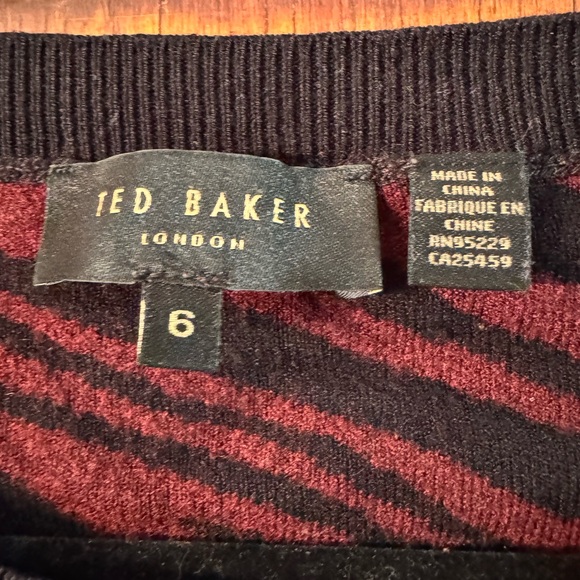 TED BAKER
LONDON
6
MADE IN
CHINA
FABRIQUE EN
CHINE
RN95229
CA25459